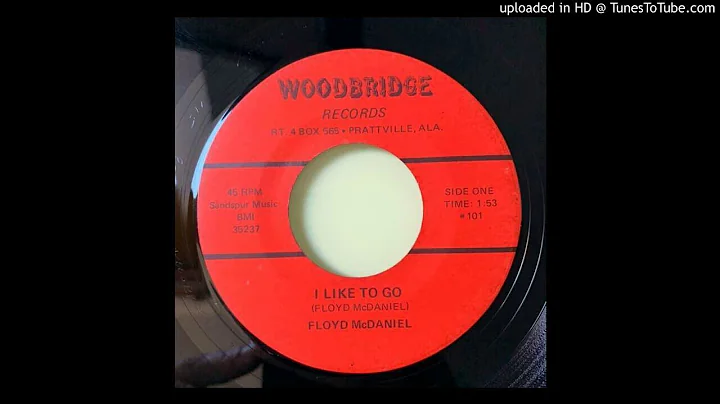 uploaded in HD @ TunesToTube.com
WOODBRIDGE
RECORDS
RT. 4 BOX 565 • PRATTVILLE, ALA.
45 RPM
Sandspur Music
BMI
35237
SIDE ONE
TIME: 1:53
#101
I LIKE TO GO
(FLOYD McDANIEL)
FLOYD McDANIEL